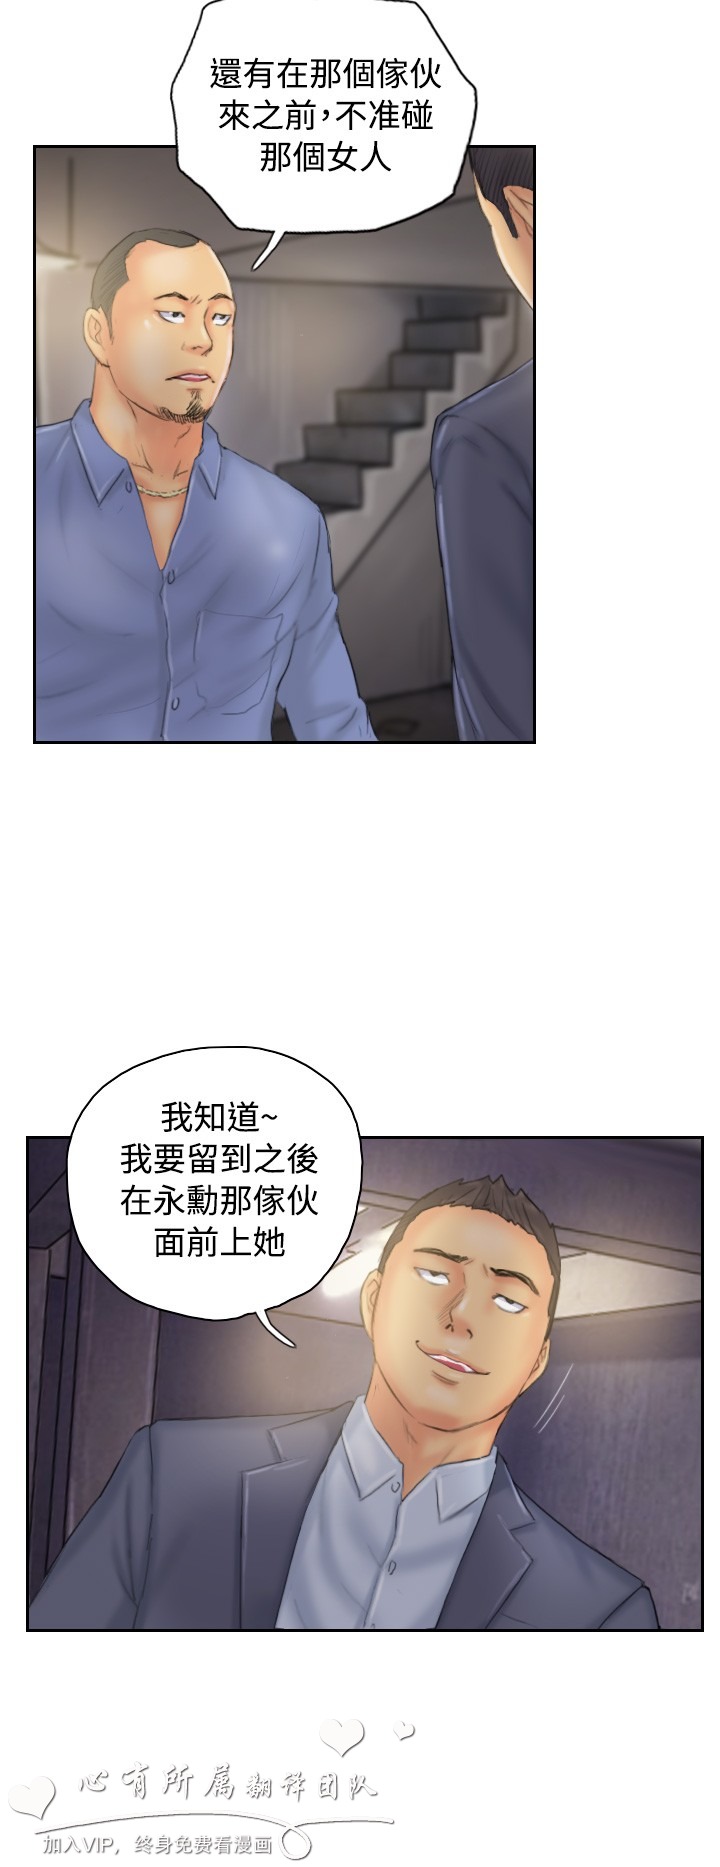 還有在那個傢伙
來之前，不准碰
那個女人
我知道~
我要留到之後
在永勳那傢伙
面前上她
心有所属翻译团队
加入VIP，终身免费看漫画